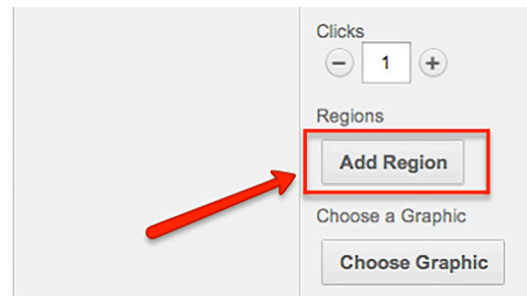 Clicks
1
Regions
Add Region
Choose a Graphic
Choose Graphic